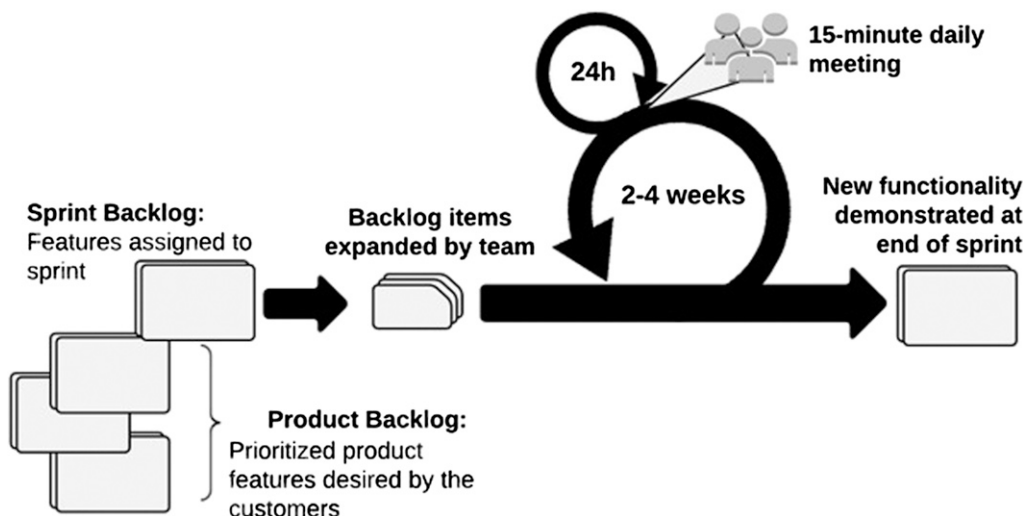 15-minute daily
meeting
24h
2-4 weeks
Sprint Backlog:
Features assigned to
sprint
Backlog items
expanded by team
New functionality
demonstrated at
end of sprint
Product Backlog:
Prioritized product
features desired by the
customers